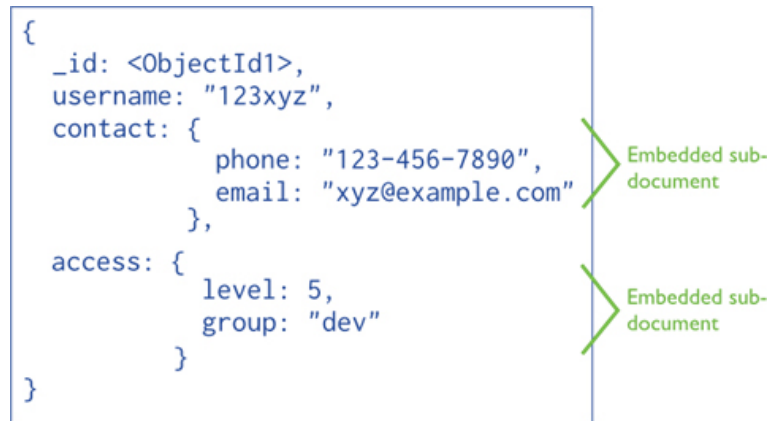 {
_id: <ObjectId1>,
username: "123xyz",
contact: {
phone: "123-456-7890",
email: "xyz@example.com"
},
Embedded sub-
document
access: {
level: 5,
group: "dev"
}
Embedded sub-
document
}